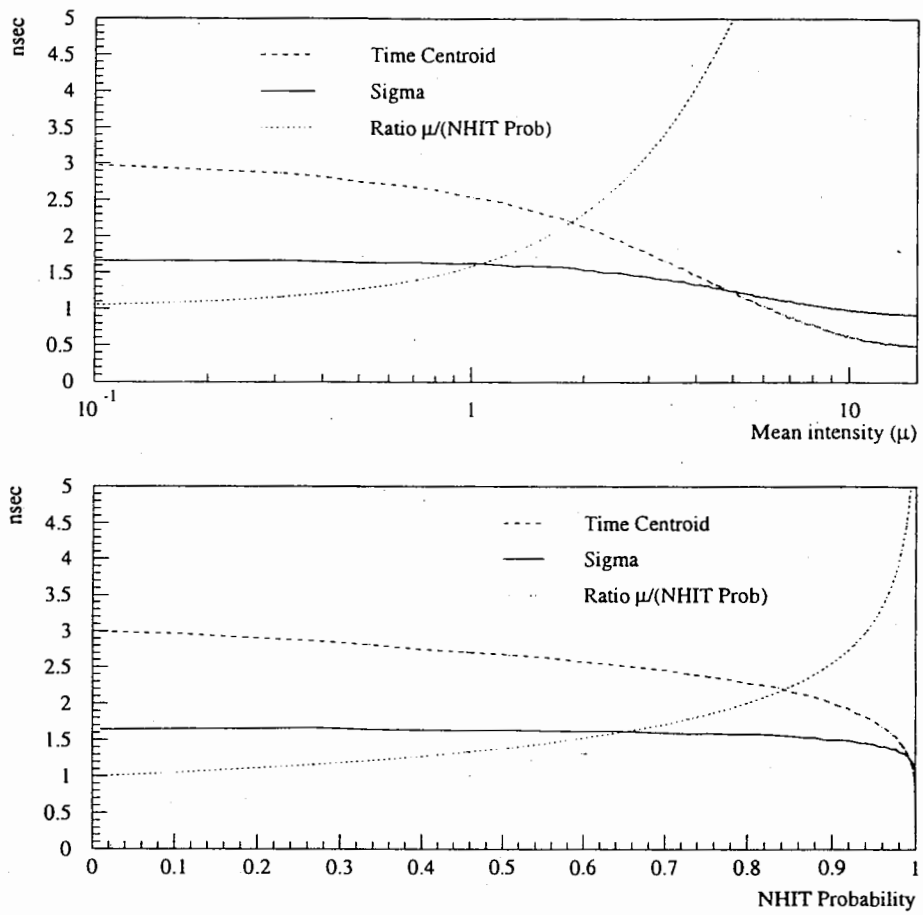 nsec
5
4.5
4
3.5
3
2.5
2
1.5
1
0.5
0
Time Centroid
Sigma
Ratio μ/(NHIT Prob)
10 -1
1
10
Mean intensity (μ)
nsec
5
4.5
4
3.5
3
2.5
2
1.5
1
0.5
0
Time Centroid
Sigma
Ratio μ/(NHIT Prob)
0 0.1 0.2 0.3 0.4 0.5 0.6 0.7 0.8 0.9 1
NHIT Probability